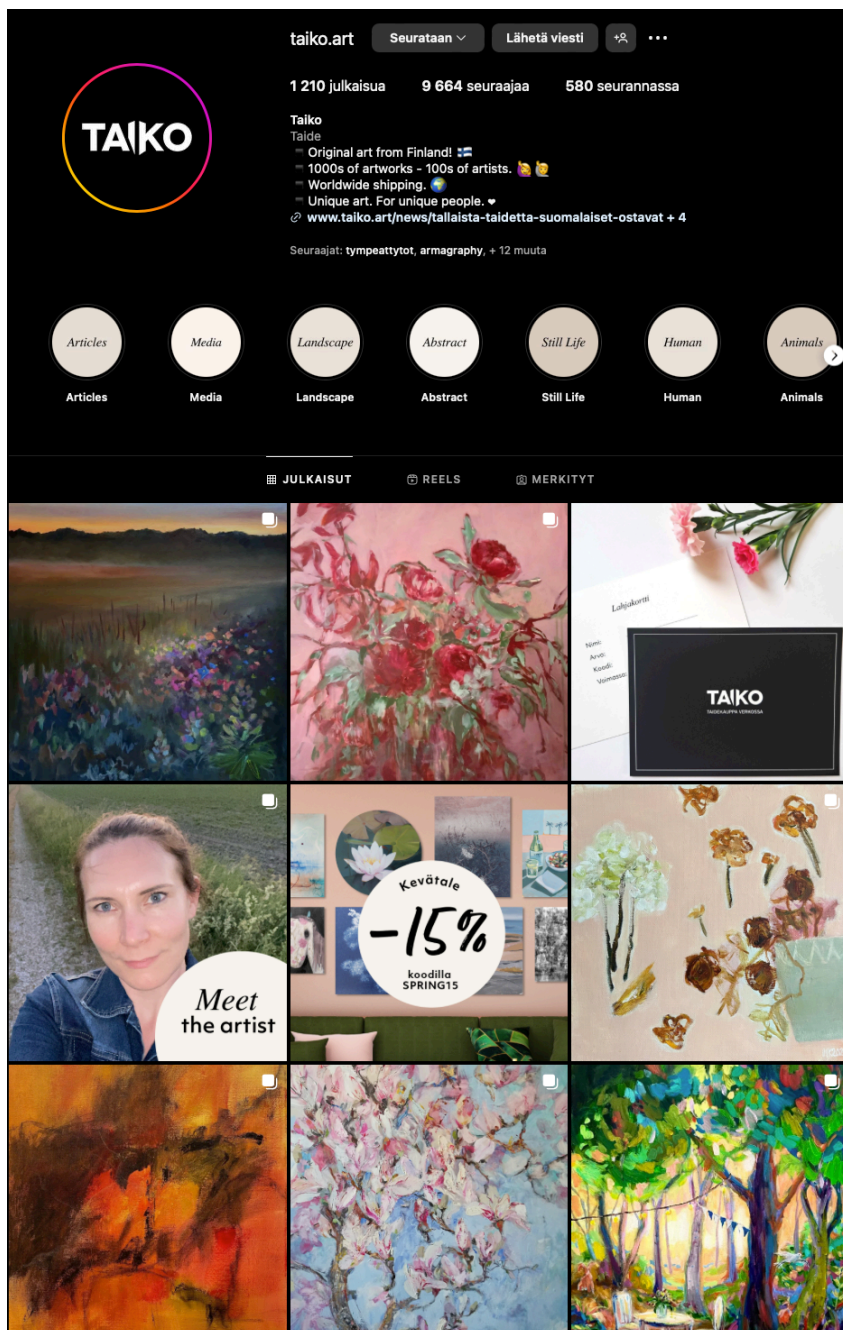 taiko.art
Seurataan
Lähetä viesti
1 210 julkaisua
9 664 seuraajaa
580 seurannassa
TAIKO
Taiko
Taide
Original art from Finland! 🇫🇮
1000s of artworks - 100s of artists.
Worldwide shipping. 🌍
Unique art. For unique people. ❤
www.taiko.art/news/tallaista-taidetta-suomalaiset-ostavat + 4
Seuraajat: tympeattytot, armagraphy, + 12 muuta
Articles
Media
Landscape
Abstract
Still Life
Human
Animals
Articles
Media
Landscape
Abstract
Still Life
Human
Animals
JULKAISUT
REELS
MERKITYT
Lahjakortti
Nimi:
Arvo:
Koodi:
Voimassa:
TAIKO
TAIDEKAUPPA VERKOSSA
Meet
the artist
Kevätale
-15%
koodilla
SPRING15